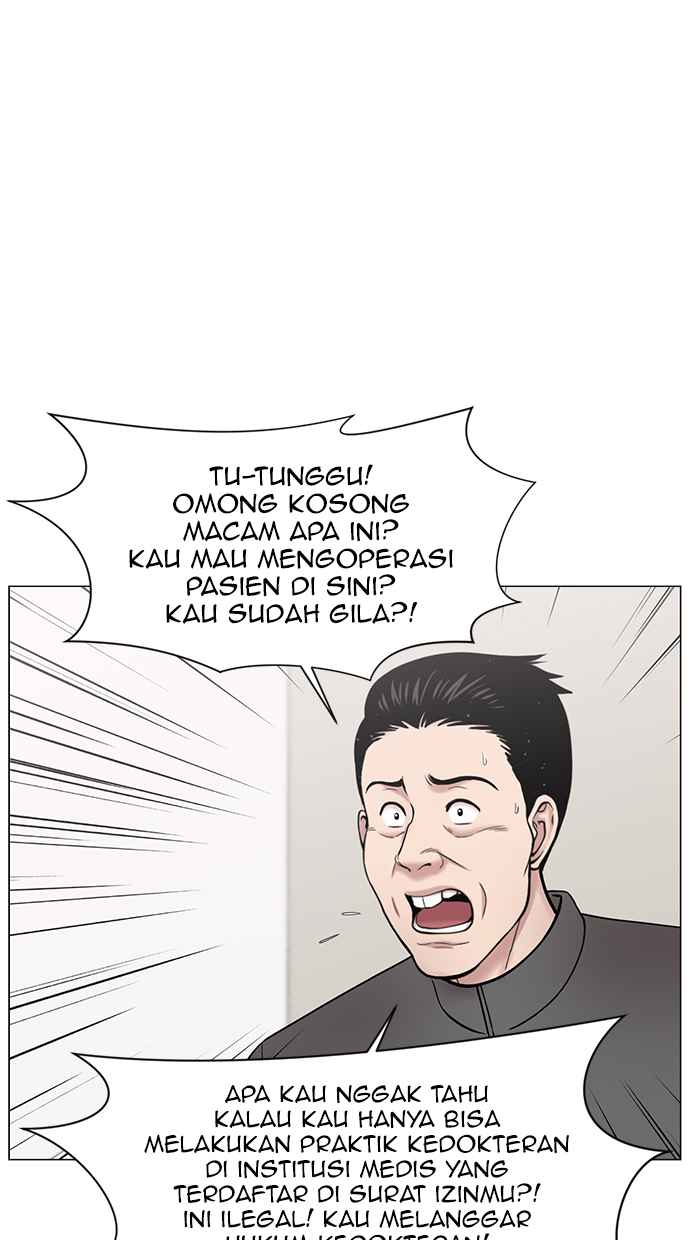 TU-TUNGGU!
OMONG KOSONG
MACAM APA INI?
KAU MAU MENGOPERASI
PASIEN DI SINI?
KAU SUDAH GILA?!
APA KAU NGGAK TAHU
KALAU KAU HANYA BISA
MELAKUKAN PRAKTIK KEDOKTERAN
DI INSTITUSI MEDIS YANG
TERDAFTAR DI SURAT IZINMU?!
INI ILEGAL! KAU MELANGGAR
HUKUM KEDOKTERAN!